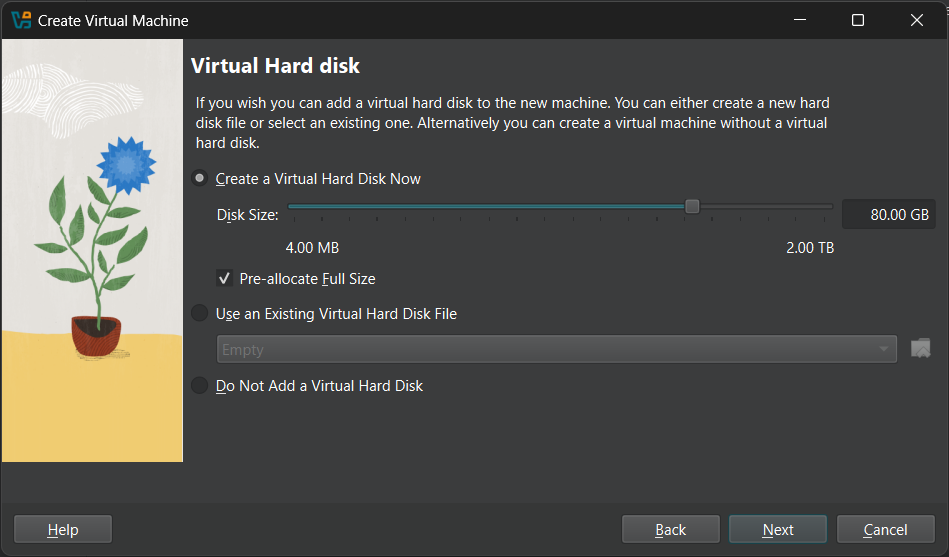 Create Virtual Machine
Virtual Hard disk
If you wish you can add a virtual hard disk to the new machine. You can either create a new hard
disk file or select an existing one. Alternatively you can create a virtual machine without a virtual
hard disk.
Create a Virtual Hard Disk Now
Disk Size:
80.00 GB
4.00 MB
2.00 TB
Pre-allocate Full Size
Use an Existing Virtual Hard Disk File
Empty
Do Not Add a Virtual Hard Disk
Help
Back
Next
Cancel